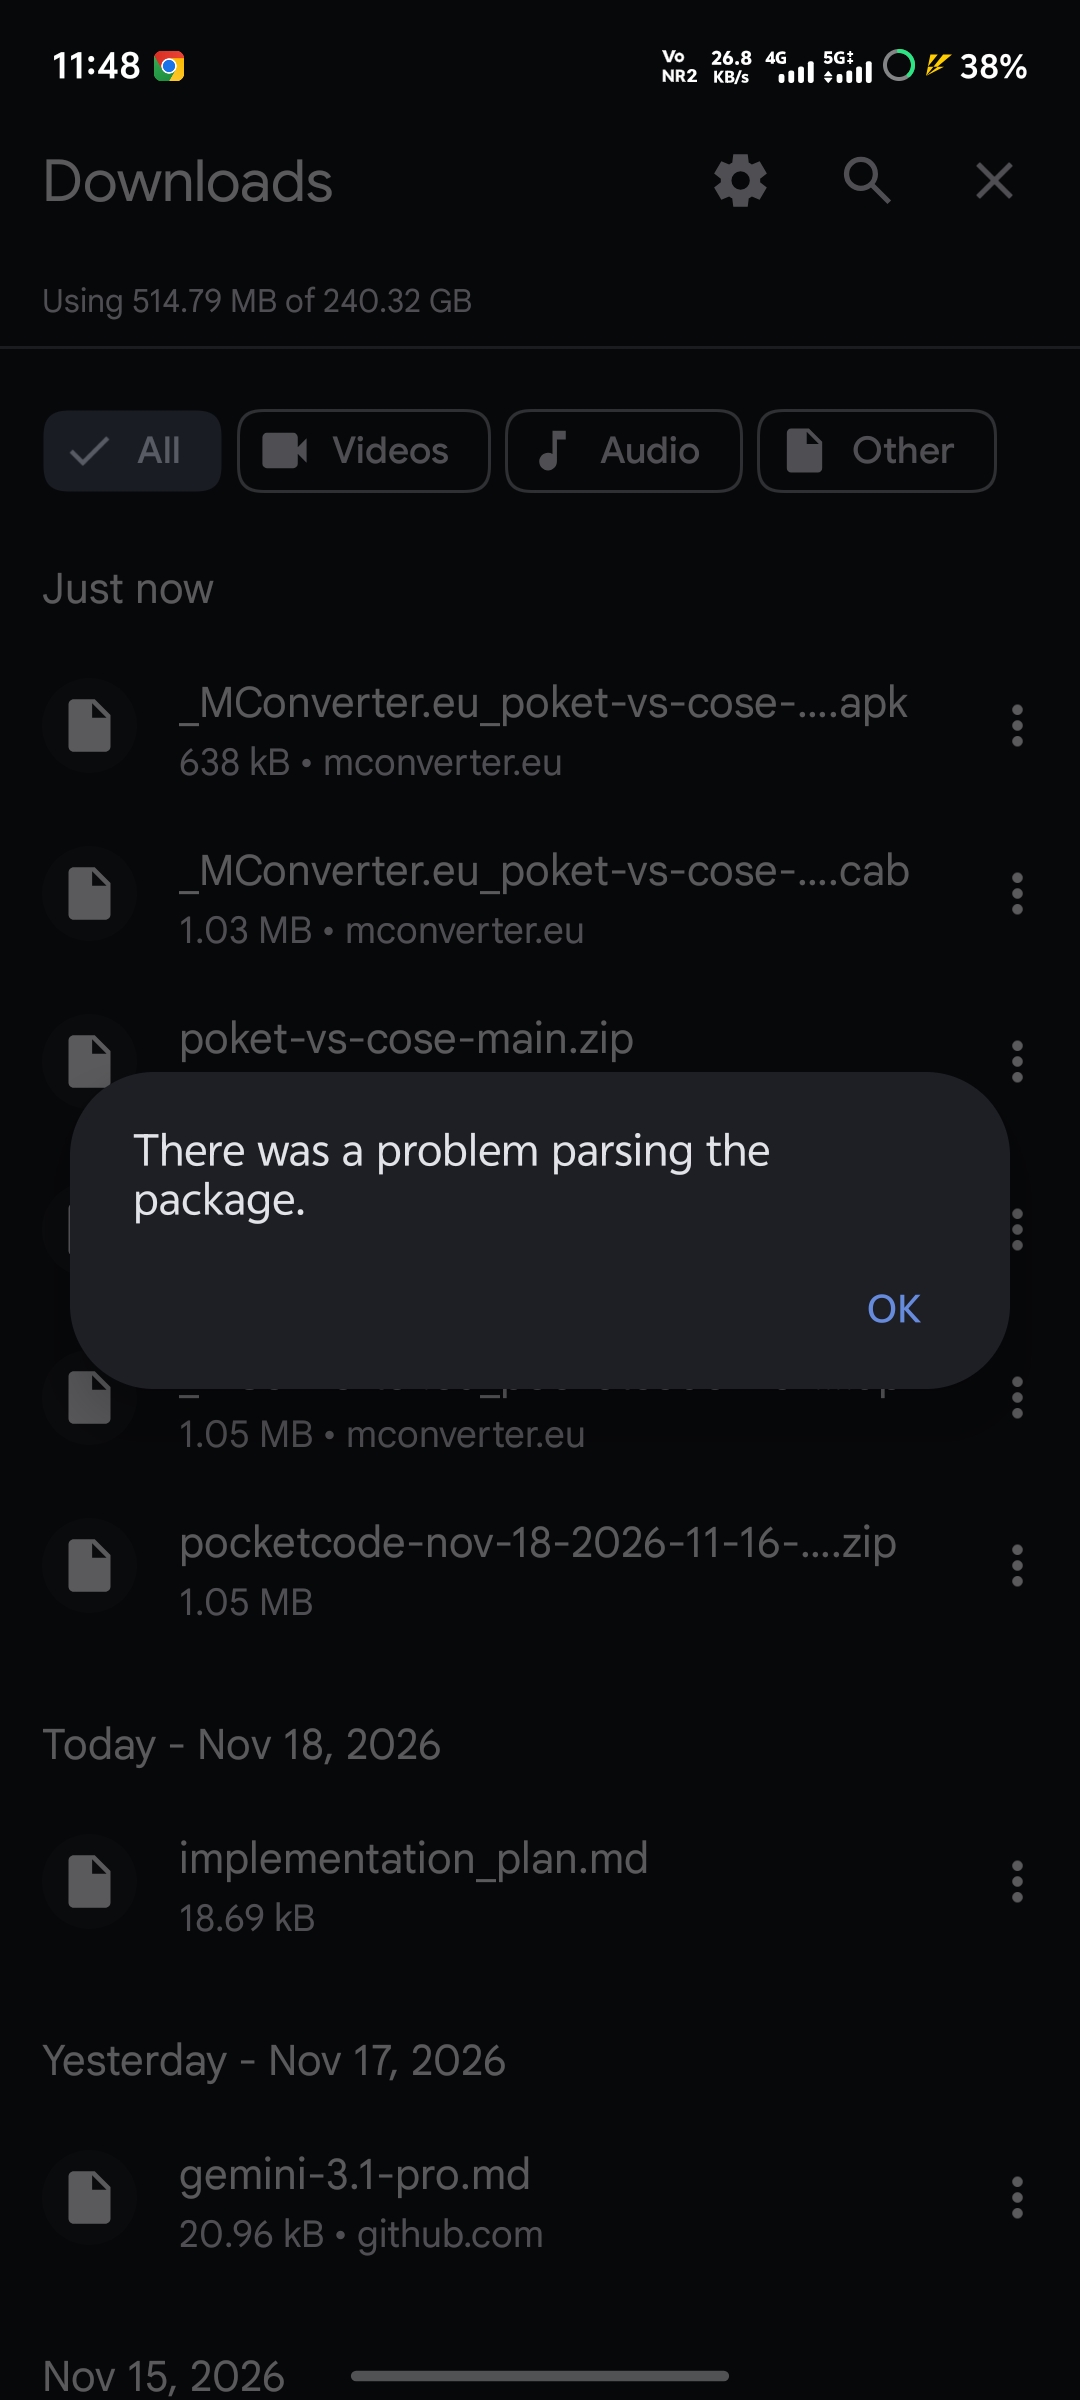 11:48
Vo
NR2
26.8
KB/s
4G
5G
38%
Downloads
Using 514.79 MB of 240.32 GB
All
Videos
Audio
Other
Just now
_MConverter.eu_poket-vs-cose-....apk
638 kB • mconverter.eu
_MConverter.eu_poket-vs-cose-....cab
1.03 MB • mconverter.eu
poket-vs-cose-main.zip
There was a problem parsing the
package.
OK
1.05 MB • mconverter.eu
pocketcode-nov-18-2026-11-16-....zip
1.05 MB
Today - Nov 18, 2026
implementation_plan.md
18.69 kB
Yesterday - Nov 17, 2026
gemini-3.1-pro.md
20.96 kB • github.com
Nov 15, 2026